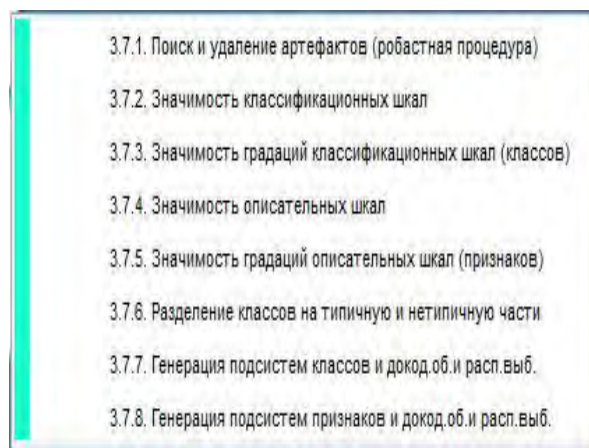 3.7.1. Поиск и удаление артефактов (робастная процедура)
3.7.2. Значимость классификационных шкал
3.7.3. Значимость градаций классификационных шкал (классов)
3.7.4. Значимость описательных шкал
3.7.5. Значимость градаций описательных шкал (признаков)
3.7.6. Разделение классов на типичную и нетипичную части
3.7.7. Генерация подсистем классов и докод.об.и расп.выб.
3.7.8. Генерация подсистем признаков и докод.об.и расп.выб.